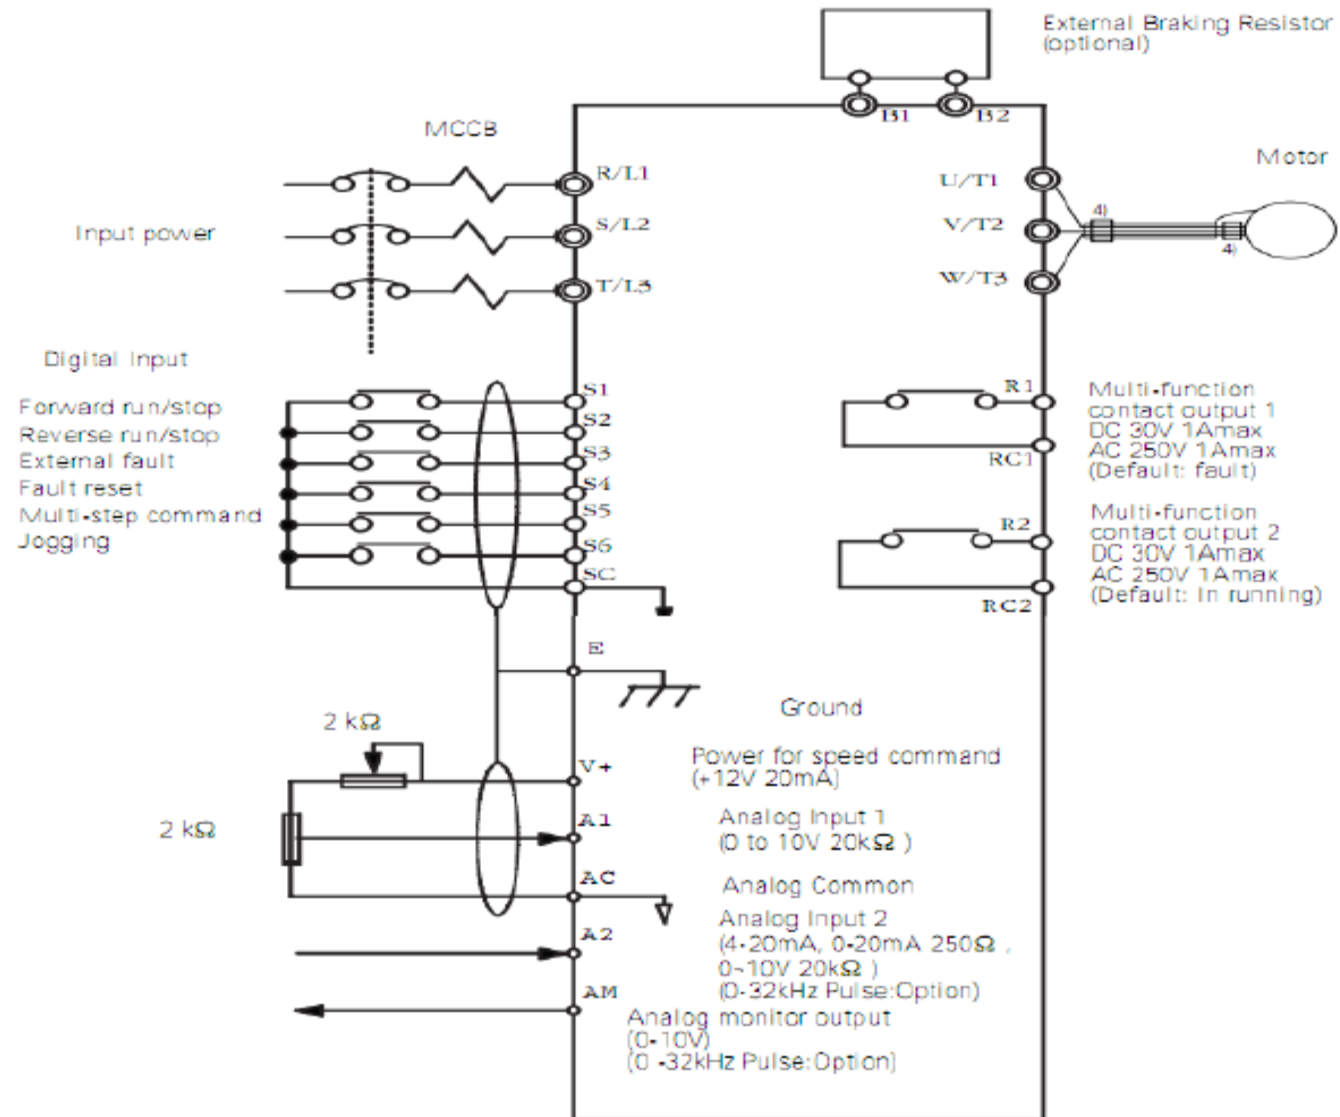 External Braking Resistor
(optional)
B1
B2
MCCB
Motor
R/L1
U/T1
4)
S/L2
V/T2
Input power
4)
T/L3
W/T3
Digital Input
Forward run/stop
Reverse run/stop
External fault
Fault reset
Multi-step command
Jogging
S1
S2
S3
S4
S5
S6
SC
R1
RC1
Multi-function
contact output 1
DC 30V 1Amax
AC 250V 1Amax
(Default: fault)
R2
RC2
Multi-function
contact output 2
DC 30V 1Amax
AC 250V 1Amax
(Default: In running)
E
Ground
2 kΩ
V+
Power for speed command
(+12V 20mA)
2 kΩ
A1
Analog Input 1
(0 to 10V 20kΩ )
AC
Analog Common
A2
Analog Input 2
(4-20mA, 0-20mA 250Ω ,
0~10V 20kΩ )
(0-32kHz Pulse:Option)
AM
Analog monitor output
(0-10V)
(0 -32kHz Pulse:Option)